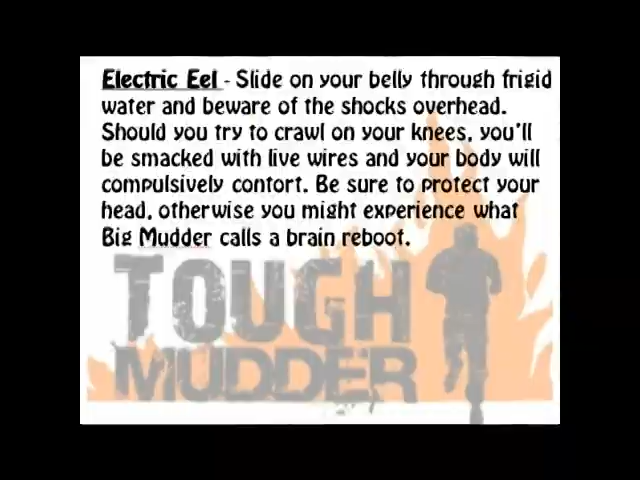 Electric Eel - Slide on your belly through frigid
water and beware of the shocks overhead.
Should you try to crawl on your knees, you'll
be smacked with live wires and your body will
compulsively contort. Be sure to protect your
head, otherwise you might experience what
Big Mudder calls a brain reboot.
TOUGH
MUDDER